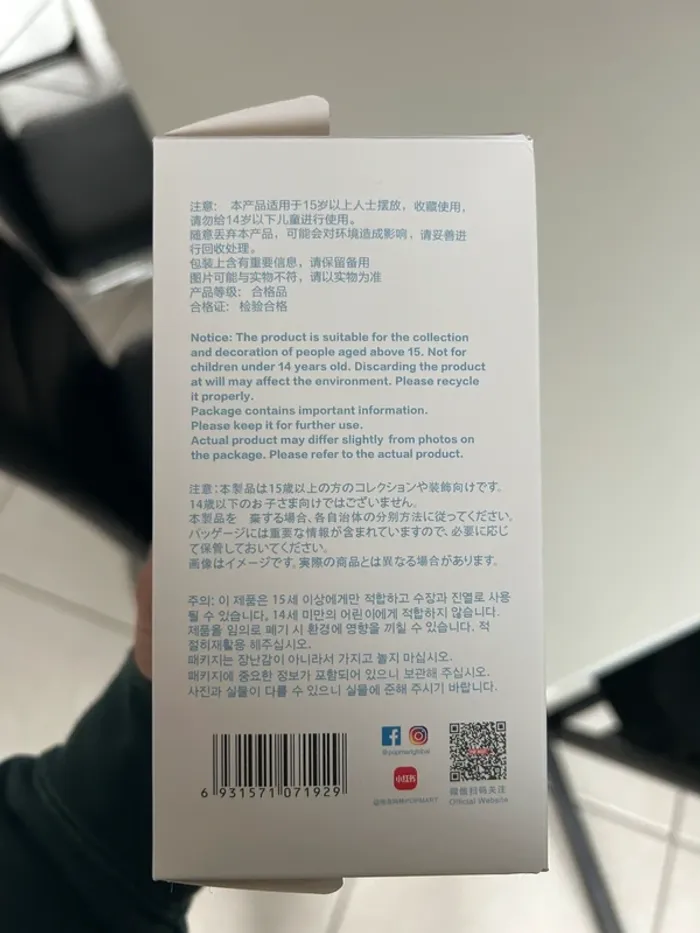 注意： 本产品适用于15岁以上人士摆放，收藏使用，
请勿给14岁以下儿童进行使用。
随意丢弃本产品，可能会对环境造成影响，请妥善进
行回收处理。
包装上含有重要信息，请保留备用
图片可能与实物不符，请以实物为准
产品等级： 合格品
合格证： 检验合格
Notice: The product is suitable for the collection
and decoration of people aged above 15. Not for
children under 14 years old. Discarding the product
at will may affect the environment. Please recycle
it properly.
Package contains important information.
Please keep it for further use.
Actual product may differ slightly from photos on
the package. Please refer to the actual product.
注意：本製品は15歳以上の方のコレクションや装飾向けです。
14歳以下のお子さま向けではございません。
本製品を 棄する場合、各自治体の分別方法に従ってください。
パッゲージには重要な情報が含まれていますので、必要に応じ
て保管しておいてください。
画像はイメージです。実際の商品とは異なる場合があります。
주의: 이 제품은 15세 이상에게만 적합하고 수장과 진열로 사용
될 수 있습니다. 14세 미만의 어린이에게 적합하지 않습니다.
제품을 임의로 폐기 시 환경에 영향을 끼칠 수 있습니다. 적
절히재활용 해주십시오.
패키지는 장난감이 아니라서 가지고 놀지 마십시오.
패키지에 중요한 정보가 포함되어 있으니 보관해 주십시오.
사진과 실물이 다를 수 있으니 실물에 준해 주시기 바랍니다.
6 931571 071929
@popmartglobal
小红书
@泡泡玛特POPMART
微信扫码关注
Official Website